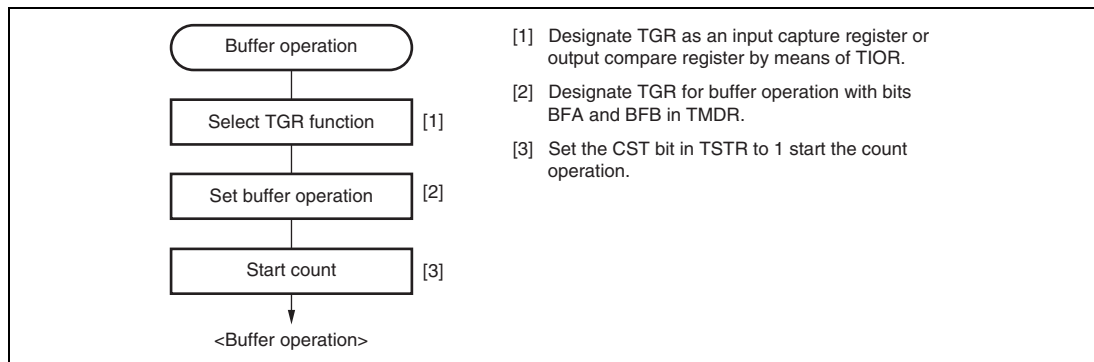 Buffer operation
Select TGR function
[1]
Set buffer operation
[2]
Start count
[3]
<Buffer operation>
[1] Designate TGR as an input capture register or
output compare register by means of TIOR.
[2] Designate TGR for buffer operation with bits
BFA and BFB in TMDR.
[3] Set the CST bit in TSTR to 1 start the count
operation.